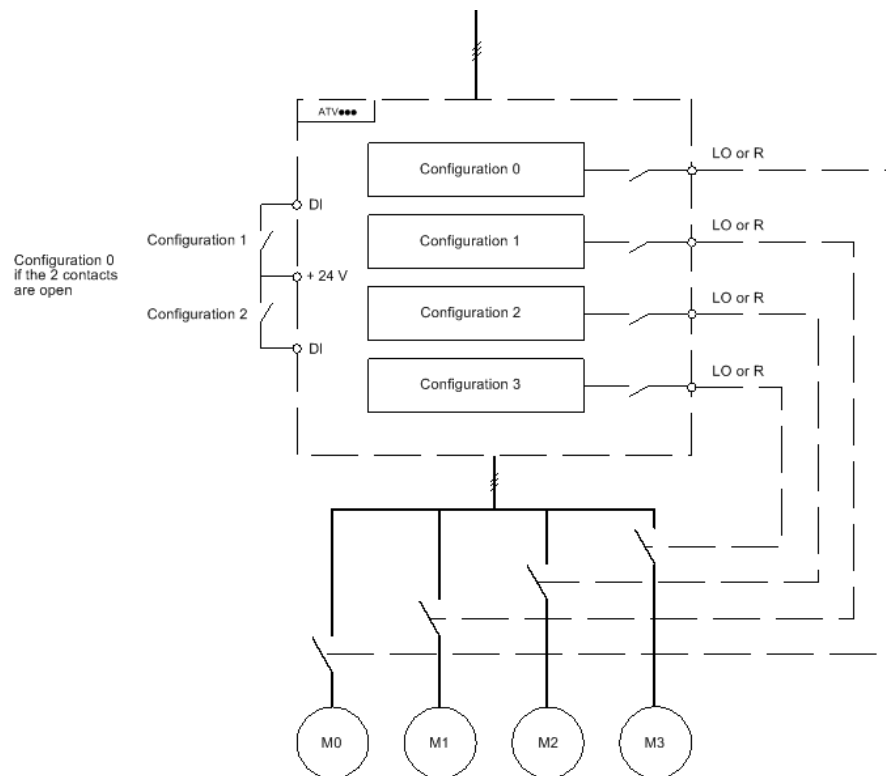 ATV●●●
Configuration 0
LO or R
DI
Configuration 1
Configuration 1
LO or R
Configuration 0
if the 2 contacts
are open
+ 24 V
Configuration 2
Configuration 2
LO or R
DI
Configuration 3
LO or R
M0
M1
M2
M3